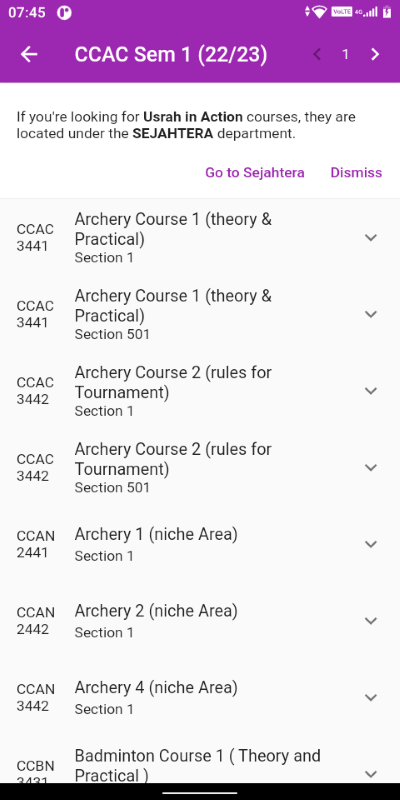 07:45
VoLTE 4G
CCAC Sem 1 (22/23)
1
If you're looking for Usrah in Action courses, they are
located under the SEJAHTERA department.
Go to Sejahtera Dismiss
CCAC
3441
Archery Course 1 (theory &
Practical)
Section 1
CCAC
3441
Archery Course 1 (theory &
Practical)
Section 501
CCAC
3442
Archery Course 2 (rules for
Tournament)
Section 1
CCAC
3442
Archery Course 2 (rules for
Tournament)
Section 501
CCAN
2441
Archery 1 (niche Area)
Section 1
CCAN
2442
Archery 2 (niche Area)
Section 1
CCAN
3442
Archery 4 (niche Area)
Section 1
CCBN
3431
Badminton Course 1 ( Theory and
Practical )